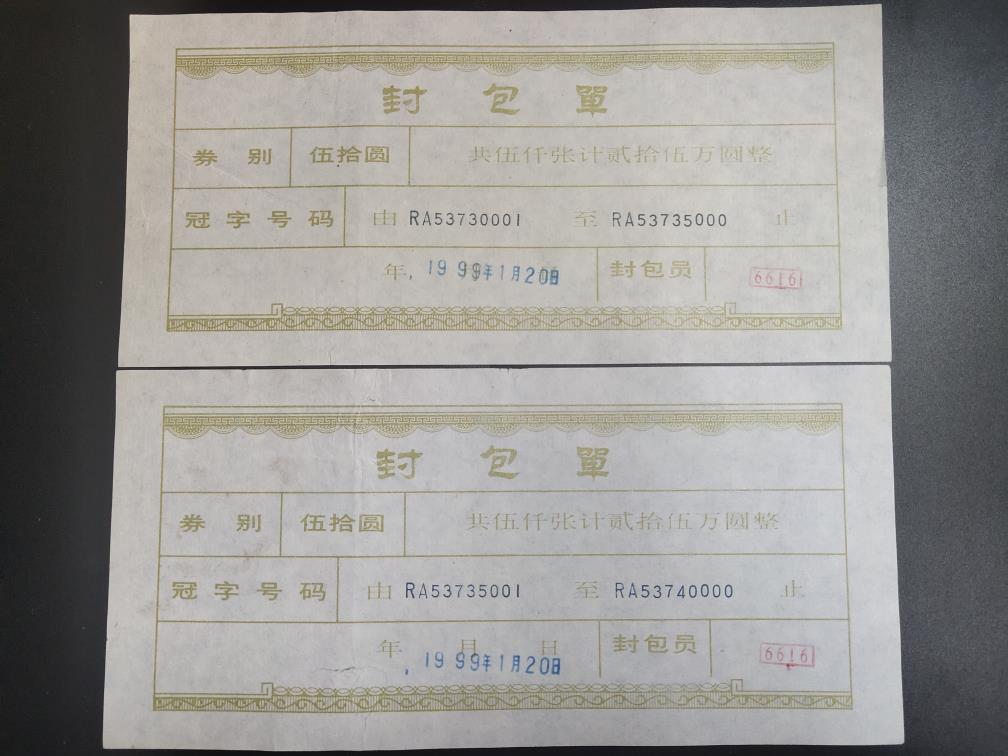 封包單
券别 伍拾圆 共伍仟张计贰拾伍万圆整
冠字号码 由 RA53730001 至 RA53735000 止
年 月 日 1999年1月20日 封包员 6616
封包單
券别 伍拾圆 共伍仟张计贰拾伍万圆整
冠字号码 由 RA53735001 至 RA53740000 止
年 月 日 封包员 6616
1999年1月20日